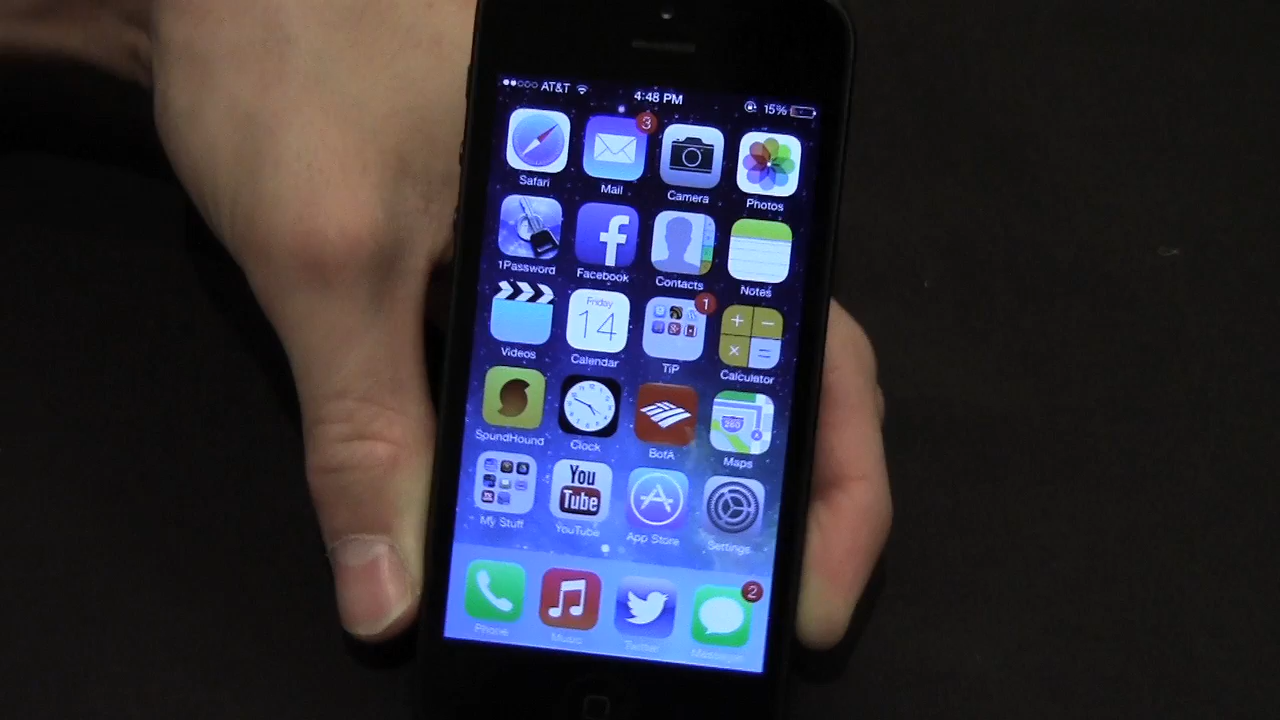 AT&T 4:48 PM 15%
3
Safari Mail Camera Photos
1Password Facebook Contacts Notes
Friday 1
14
Videos Calendar TiP Calculator
280
SoundHound Clock BofA Maps
You
Tube
My Stuff YouTube App Store Settings
2
Phone Music Twitter Messages